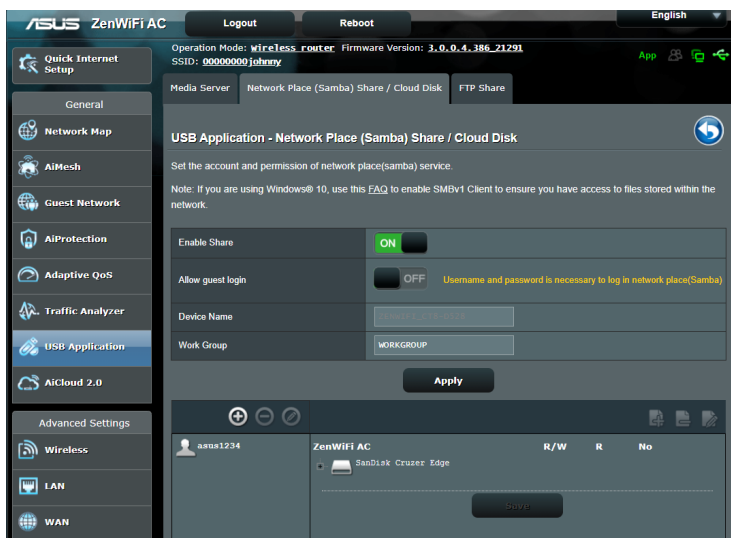 ASUS ZenWiFi AC
Logout
Reboot
English
Quick Internet Setup
Operation Mode: Wireless router Firmware Version: 3.0.0.4.386_21291
SSID: 00000000johnny
App
Media Server
Network Place (Samba) Share / Cloud Disk
FTP Share
General
Network Map
AiMesh
Guest Network
AiProtection
Adaptive QoS
Traffic Analyzer
USB Application
AiCloud 2.0
Advanced Settings
Wireless
LAN
WAN
USB Application - Network Place (Samba) Share / Cloud Disk
Set the account and permission of network place(samba) service.
Note: If you are using Windows® 10, use this FAQ to enable SMBv1 Client to ensure you have access to files stored within the
network.
Enable Share
ON
Allow guest login
OFF
Username and password is necessary to log in network place(Samba)
Device Name
Work Group
WORKGROUP
Apply
asus1234
ZenWiFi AC
R/W
R
No
SanDisk Cruzer Edge
Save